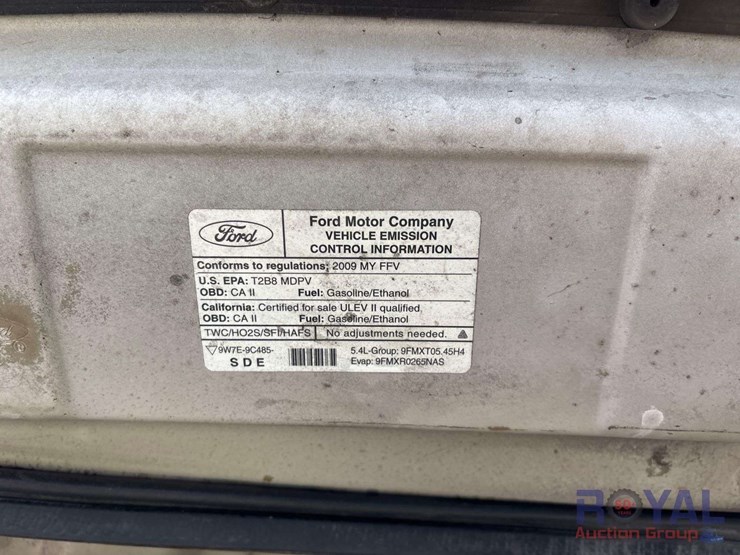 Ford
Ford Motor Company
VEHICLE EMISSION
CONTROL INFORMATION
Conforms to regulations: 2009 MY FFV
U.S. EPA: T2B8 MDPV
OBD: CA II Fuel: Gasoline/Ethanol
California: Certified for sale ULEV II qualified.
OBD: CA II Fuel: Gasoline/Ethanol
TWC/HO2S/SFI/HAFS No adjustments needed.
9W7E-9C485-
SDE
5.4L-Group: 9FMXT05.45H4
Evap: 9FMXR0265NAS
ROYAL
Auction Group